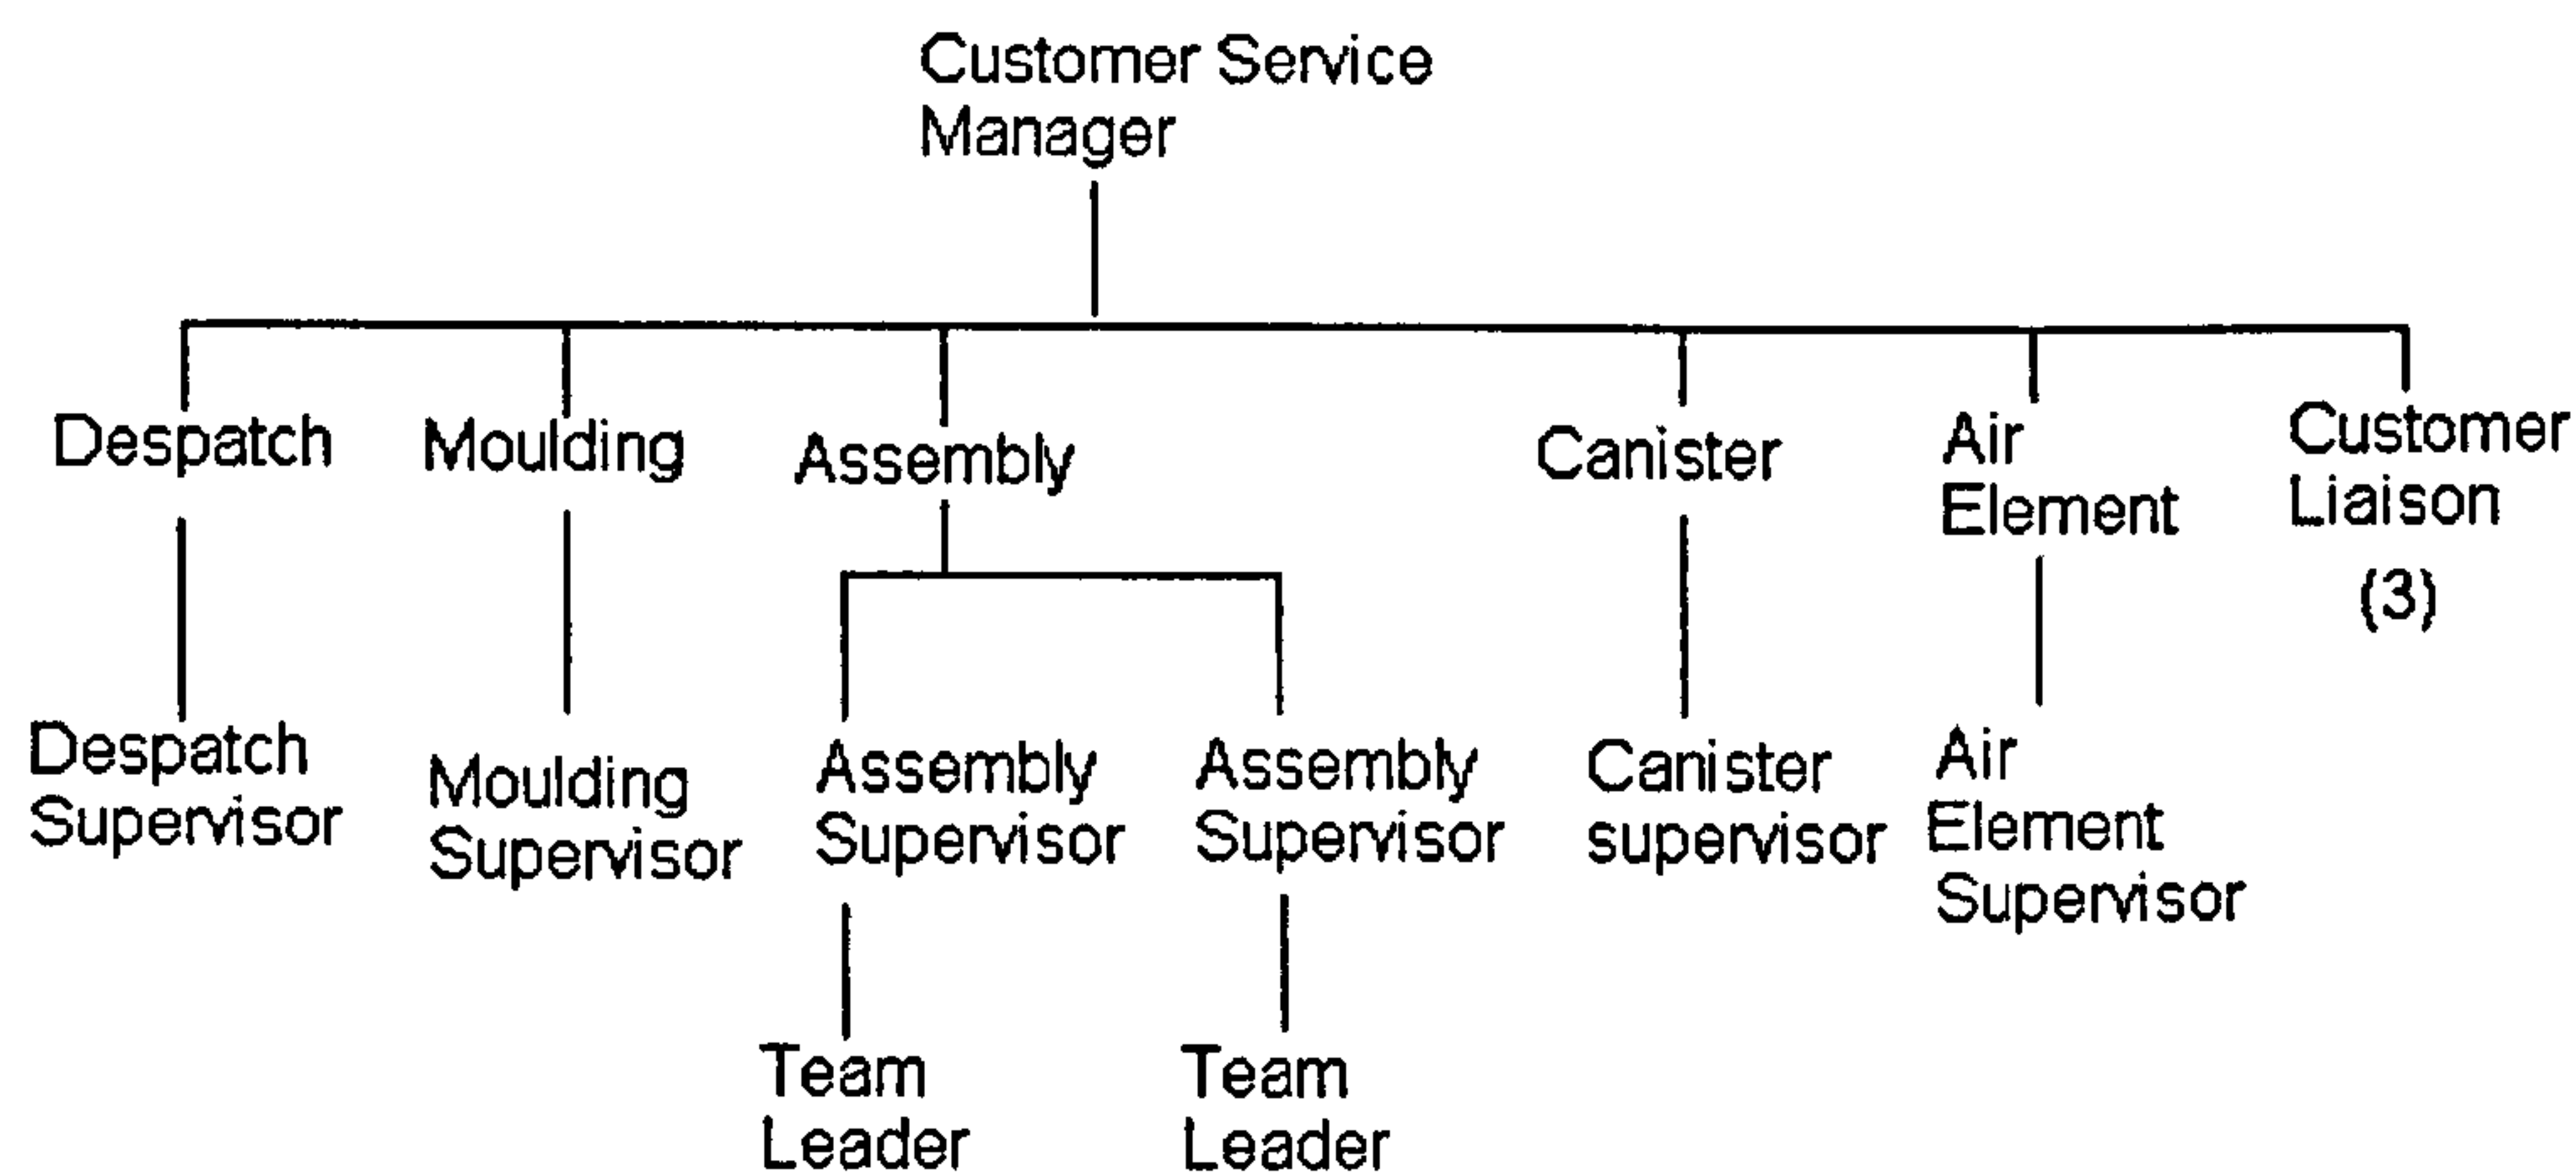 Customer Service
Manager
Despatch
Moulding
Assembly
Canister
Air
Element
Customer
Liaison
(3)
Despatch
Supervisor
Moulding
Supervisor
Assembly
Supervisor
Assembly
Supervisor
Canister
supervisor
Air
Element
Supervisor
Team
Leader
Team
Leader